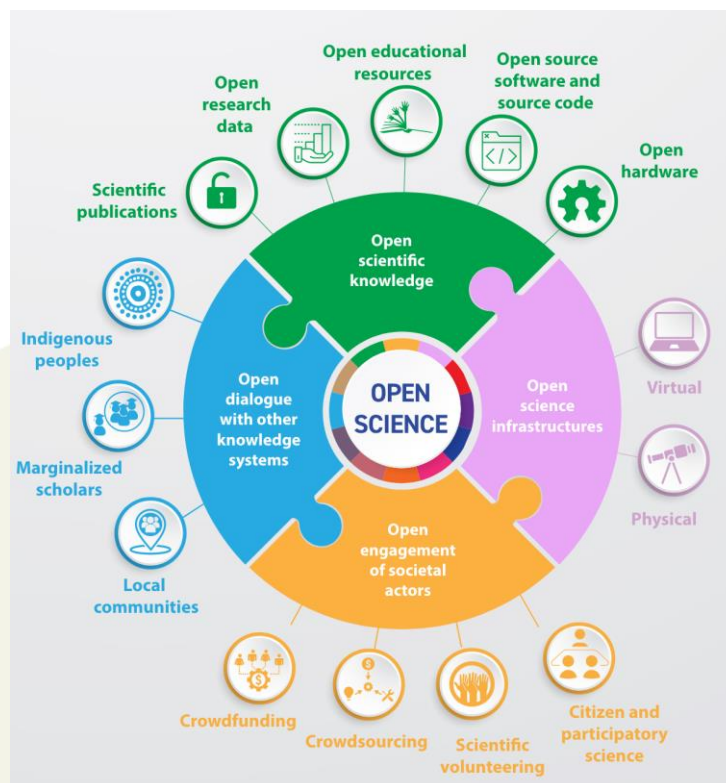 Open educational
resources
Open source
software and
source code
Open
research
data
Open
hardware
Scientific
publications
Open
scientific
knowledge
Indigenous
peoples
Virtual
Open
dialogue
with other
knowledge
systems
OPEN
SCIENCE
Open
science
infrastructures
Marginalized
scholars
Physical
Open
engagement
of societal
actors
Local
communities
Crowdfunding
Crowdsourcing
Scientific
volunteering
Citizen and
participatory
science